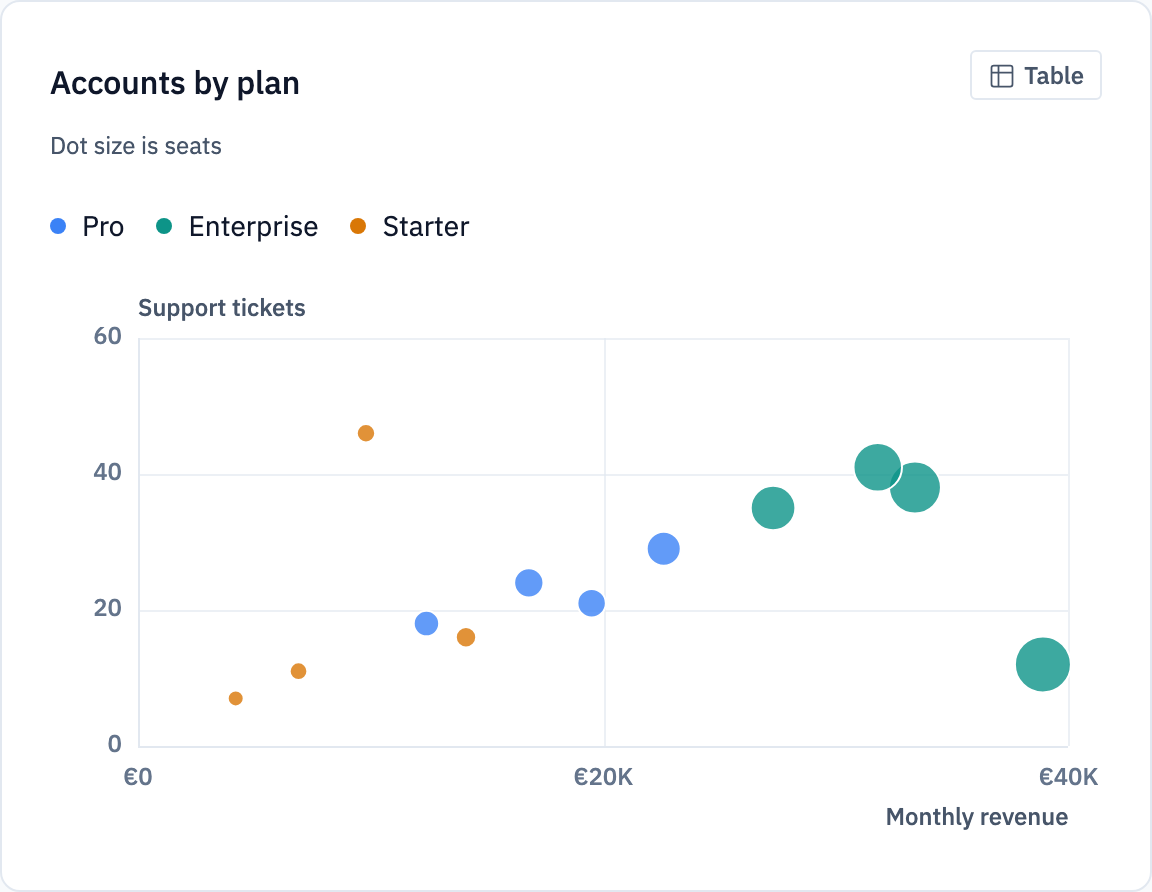 Accounts by plan
Table
Dot size is seats
Pro
Enterprise
Starter
Support tickets
60
40
20
0
€0
€20K
€40K
Monthly revenue